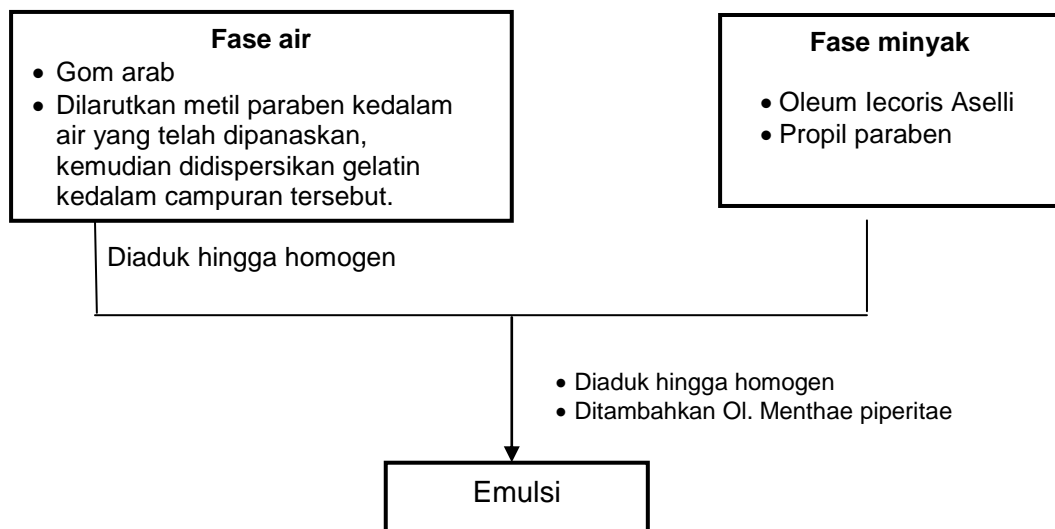 Fase air
• Gom arab
• Dilarutkan metil paraben kedalam
air yang telah dipanaskan,
kemudian didispersikan gelatin
kedalam campuran tersebut.
Fase minyak
• Oleum Iecoris Aselli
• Propil paraben
Diaduk hingga homogen
• Diaduk hingga homogen
• Ditambahkan Ol. Menthae piperitae
Emulsi